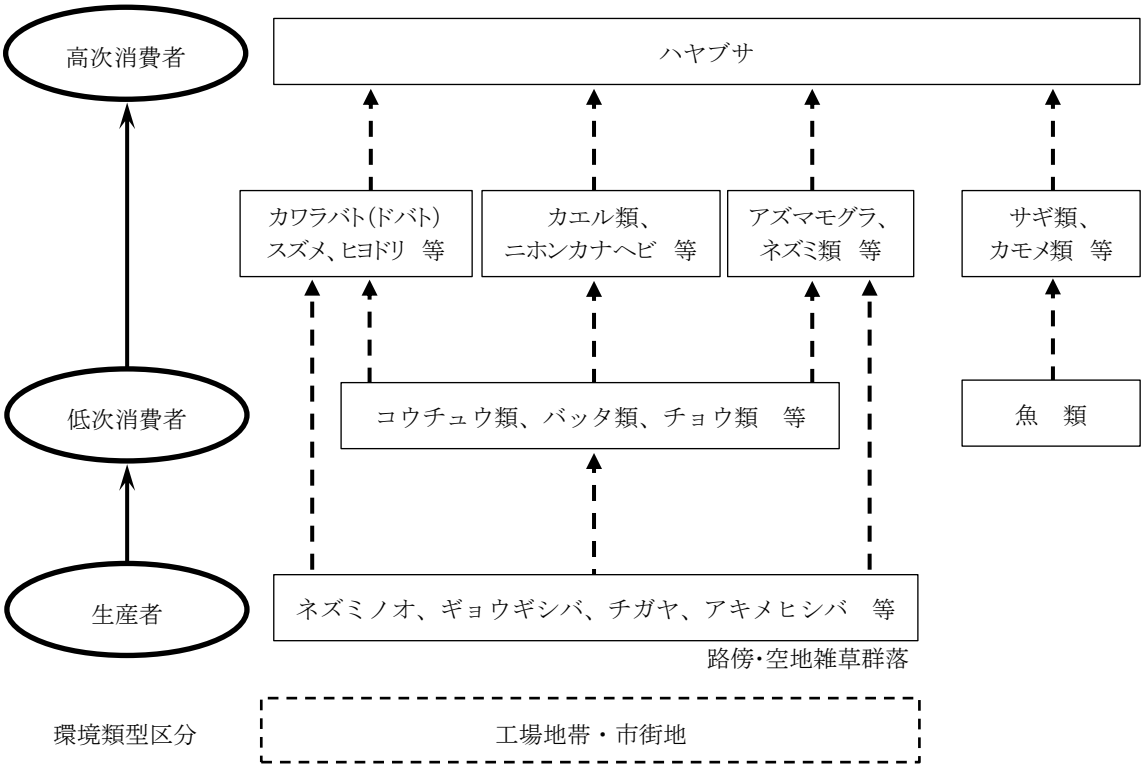 高次消費者
ハヤブサ
カワラバト(ドバト)
スズメ、ヒヨドリ 等
カエル類、
ニホンカナヘビ 等
アズマモグラ、
ネズミ類 等
サギ類、
カモメ類 等
低次消費者
コウチュウ類、バッタ類、チョウ類 等
魚 類
生産者
ネズミノオ、ギョウギシバ、チガヤ、アキメヒシバ 等
路傍・空地雑草群落
環境類型区分
工場地帯・市街地